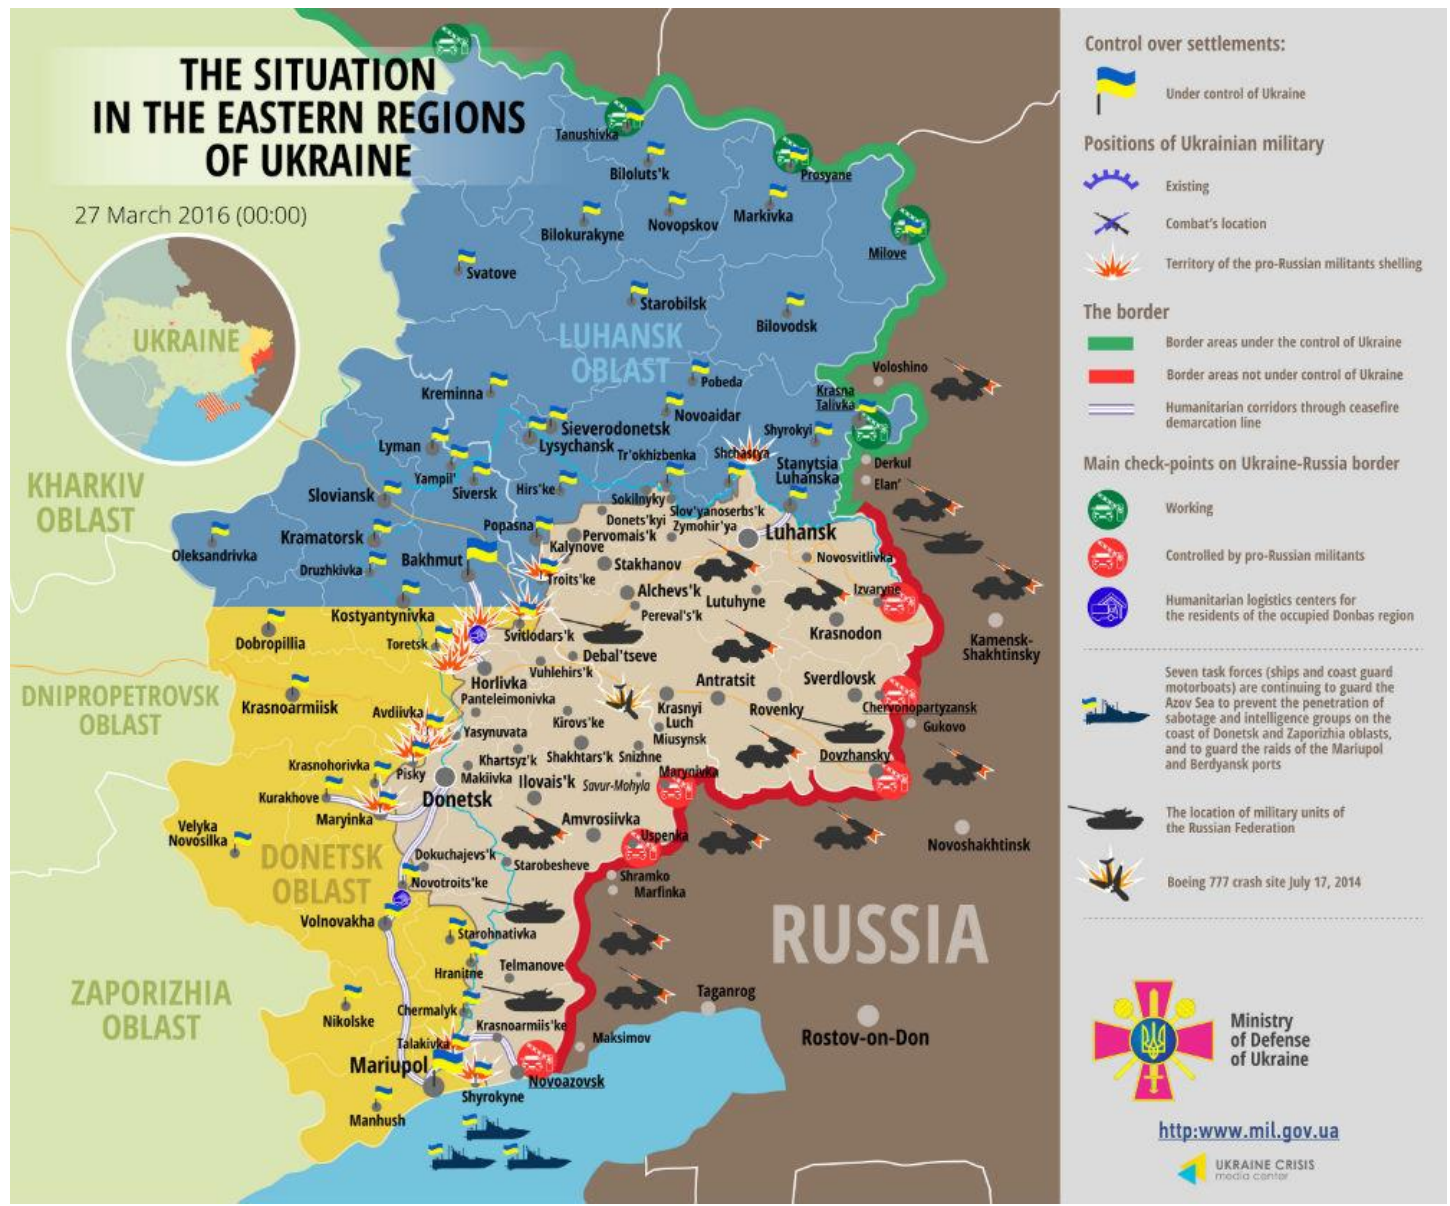 THE SITUATION
IN THE EASTERN REGIONS
OF UKRAINE
27 March 2016 (00:00)
UKRAINE
KHARKIV
OBLAST
DNIPROPETROVSK
OBLAST
ZAPORIZHIA
OBLAST
LUHANSK
OBLAST
DONETSK
OBLAST
RUSSIA
Tanushivka
Biloluts'k
Prosyane
Bilokurakyne
Novopskov
Markivka
Milove
Svatove
Starobilsk
Bilovodsk
Voloshino
Kreminna
Pobeda
Krasna
Talivka
Novoaidar
Sieverodonetsk
Lysychansk
Shyrokyi
Lyman
Tr'okhizbenka
Shchastya
Stanytsia
Luhanska
Derkul
Elan'
Yampil'
Siversk
Hirs'ke
Sloviansk
Sokilnyky
Slov'yanoserbs'k
Donets'kyi
Zymohir'ya
Popasna
Pervomais'k
Luhansk
Kramatorsk
Oleksandrivka
Kalynove
Bakhmut
Druzhkivka
Stakhanov
Novosvitlivka
Troits'ke
Alchevs'k
Lutuhyne
Izvaryne
Kostyantynivka
Pereval's'k
Dobropillia
Toretsk
Svitlodars'k
Krasnodon
Kamensk-
Shakhtinsky
Debal'tseve
Vuhlehirs'k
Horlivka
Antratsit
Sverdlovsk
Panteleimonivka
Krasnoarmiisk
Avdiivka
Kirovs'ke
Krasnyi
Luch
Rovenky
Chervonopartyzansk
Gukovo
Yasynuvata
Miusynsk
Khartsyz'k
Shakhtars'k
Snizhne
Dovzhansky
Krasnohorivka
Pisky
Makiivka
Ilovais'k
Savur-Mohyla
Marynivka
Kurakhove
Donetsk
Maryinka
Amvrosiivka
Velyka
Novosilka
Uspenka
Novoshakhtinsk
Dokuchajevs'k
Starobesheve
Novotroits'ke
Shramko
Marfinka
Volnovakha
Starohnativka
Hranitne
Telmanove
Taganrog
Nikolske
Chermalyk
Krasnoarmiis'ke
Talakivka
Maksimov
Rostov-on-Don
Mariupol
Novoazovsk
Shyrokyne
Manhush
Control over settlements:
Under control of Ukraine
Positions of Ukrainian military
Existing
Combat's location
Territory of the pro-Russian militants shelling
The border
Border areas under the control of Ukraine
Border areas not under control of Ukraine
Humanitarian corridors through ceasefire
demarcation line
Main check-points on Ukraine-Russia border
Working
Controlled by pro-Russian militants
Humanitarian logistics centers for
the residents of the occupied Donbas region
Seven task forces (ships and coast guard
motorboats) are continuing to guard the
Azov Sea to prevent the penetration of
sabotage and intelligence groups on the
coast of Donetsk and Zaporizhia oblasts,
and to guard the raids of the Mariupol
and Berdyansk ports
The location of military units of
the Russian Federation
Boeing 777 crash site July 17, 2014
Ministry
of Defense
of Ukraine
http:www.mil.gov.ua
UKRAINE CRISIS
media center